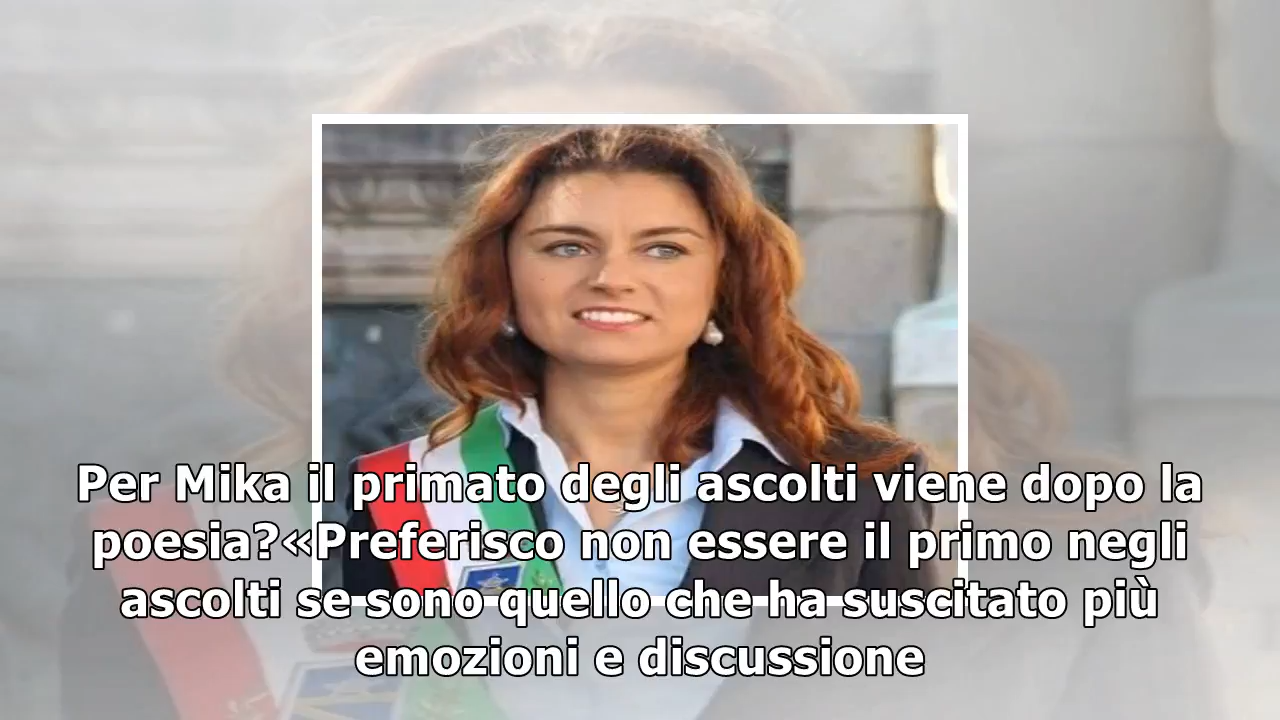 Per Mika il primato degli ascolti viene dopo la
poesia?«Preferisco non essere il primo negli
ascolti se sono quello che ha suscitato più
emozioni e discussione